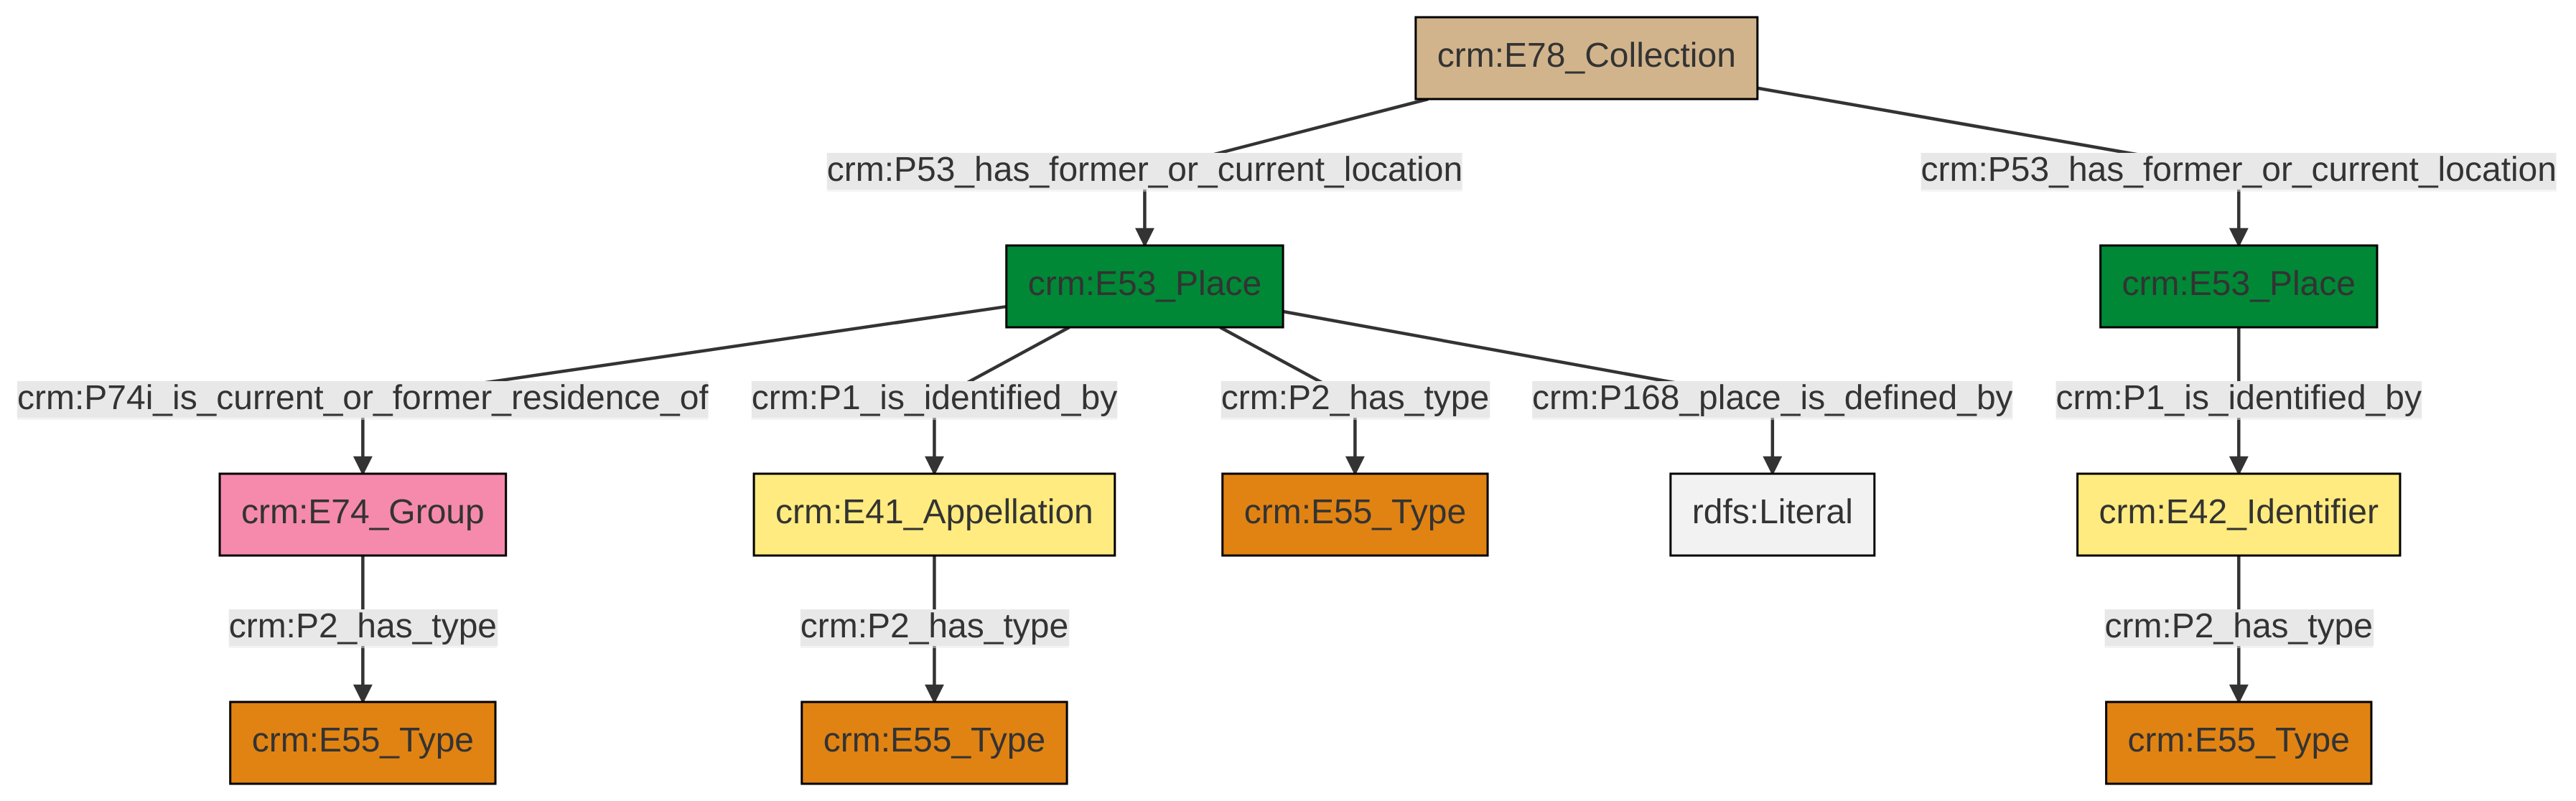 crm:E78_Collection
crm:P53_has_former_or_current_location
crm:P53_has_former_or_current_location
crm:E53_Place
crm:E53_Place
crm:P74i_is_current_or_former_residence_of
crm:P1_is_identified_by
crm:P2_has_type
crm:P168_place_is_defined_by
crm:P1_is_identified_by
crm:E74_Group
crm:E41_Appellation
crm:E55_Type
rdfs:Literal
crm:E42_Identifier
crm:P2_has_type
crm:P2_has_type
crm:P2_has_type
crm:E55_Type
crm:E55_Type
crm:E55_Type